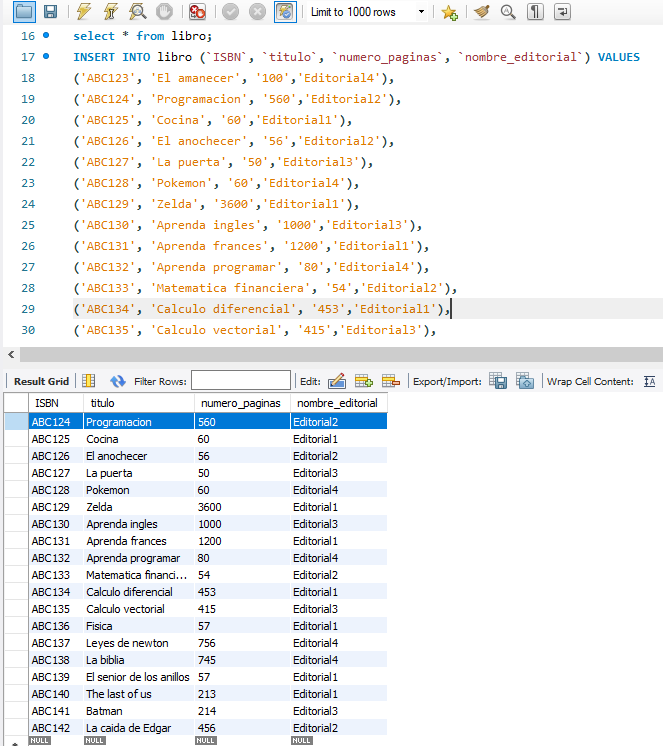 Limit to 1000 rows
16 select * from libro;
17 INSERT INTO libro (`ISBN`, `titulo`, `numero_paginas`, `nombre_editorial`) VALUES
18 ('ABC123', 'El amanecer', '100','Editorial4'),
19 ('ABC124', 'Programacion', '560','Editorial2'),
20 ('ABC125', 'Cocina', '60','Editorial1'),
21 ('ABC126', 'El anochecer', '56','Editorial2'),
22 ('ABC127', 'La puerta', '50','Editorial3'),
23 ('ABC128', 'Pokemon', '60','Editorial4'),
24 ('ABC129', 'Zelda', '3600','Editorial1'),
25 ('ABC130', 'Aprenda ingles', '1000','Editorial3'),
26 ('ABC131', 'Aprenda frances', '1200','Editorial1'),
27 ('ABC132', 'Aprenda programar', '80','Editorial4'),
28 ('ABC133', 'Matematica financiera', '54','Editorial2'),
29 ('ABC134', 'Calculo diferencial', '453','Editorial1'),
30 ('ABC135', 'Calculo vectorial', '415','Editorial3'),
Result Grid Filter Rows: Edit: Export/Import: Wrap Cell Content: IA
ISBN titulo numero_paginas nombre_editorial
ABC124 Programacion 560 Editorial2
ABC125 Cocina 60 Editorial1
ABC126 El anochecer 56 Editorial2
ABC127 La puerta 50 Editorial3
ABC128 Pokemon 60 Editorial4
ABC129 Zelda 3600 Editorial1
ABC130 Aprenda ingles 1000 Editorial3
ABC131 Aprenda frances 1200 Editorial1
ABC132 Aprenda programar 80 Editorial4
ABC133 Matematica financi... 54 Editorial2
ABC134 Calculo diferencial 453 Editorial1
ABC135 Calculo vectorial 415 Editorial3
ABC136 Fisica 57 Editorial1
ABC137 Leyes de newton 756 Editorial4
ABC138 La biblia 745 Editorial4
ABC139 El senior de los anillos 57 Editorial1
ABC140 The last of us 213 Editorial1
ABC141 Batman 214 Editorial3
ABC142 La caida de Edgar 456 Editorial2
NULL NULL NULL NULL